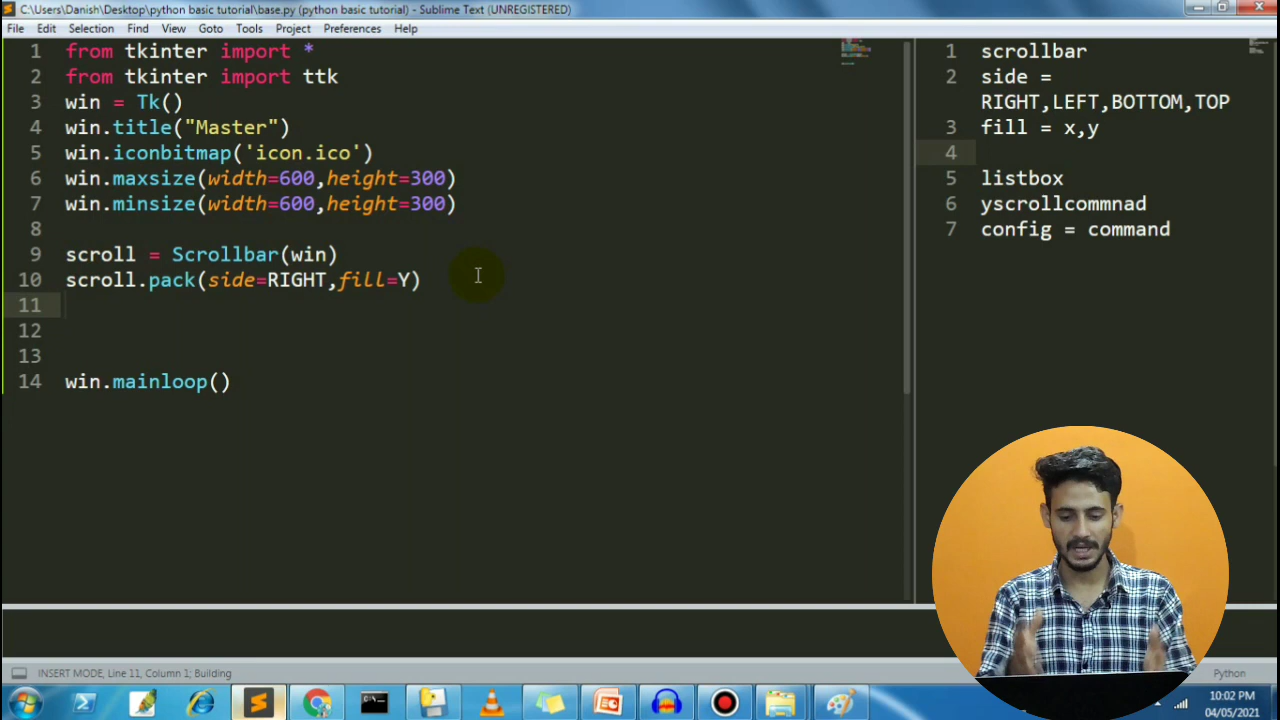 C:\Users\Danish\Desktop\python basic tutorial\base.py (python basic tutorial) - Sublime Text (UNREGISTERED)
File Edit Selection Find View Goto Tools Project Preferences Help
1 from tkinter import *
2 from tkinter import ttk
3 win = Tk()
4 win.title("Master")
5 win.iconbitmap('icon.ico')
6 win.maxsize(width=600,height=300)
7 win.minsize(width=600,height=300)
8
9 scroll = Scrollbar(win)
10 scroll.pack(side=RIGHT,fill=Y)
11
12
13
14 win.mainloop()
1 scrollbar
2 side =
RIGHT,LEFT,BOTTOM,TOP
3 fill = x,y
4
5 listbox
6 yscrollcommnad
7 config = command
INSERT MODE, Line 11, Column 1; Building
Python
10:02 PM
04/05/2021